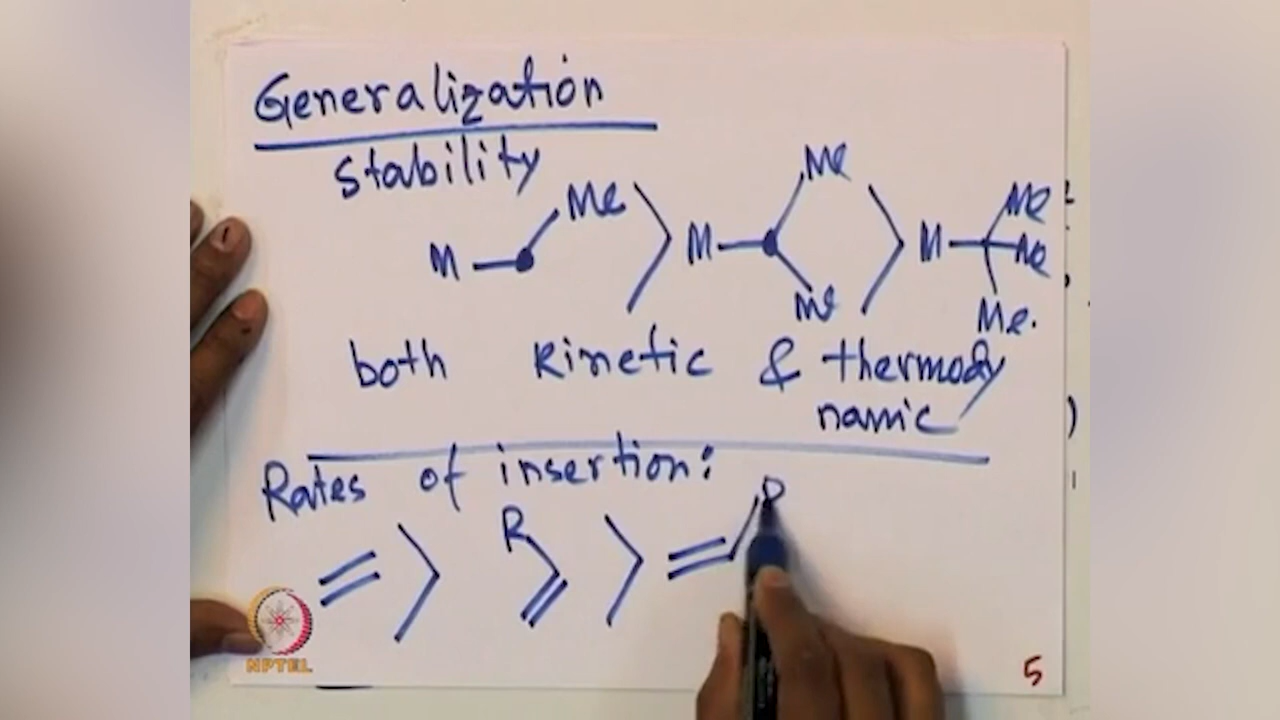 Generalization
Stability
M Me > M Me Me > M Me Me Me.
both kinetic & thermody
namic
Rates of insertion:
> R > R
NPTEL
5